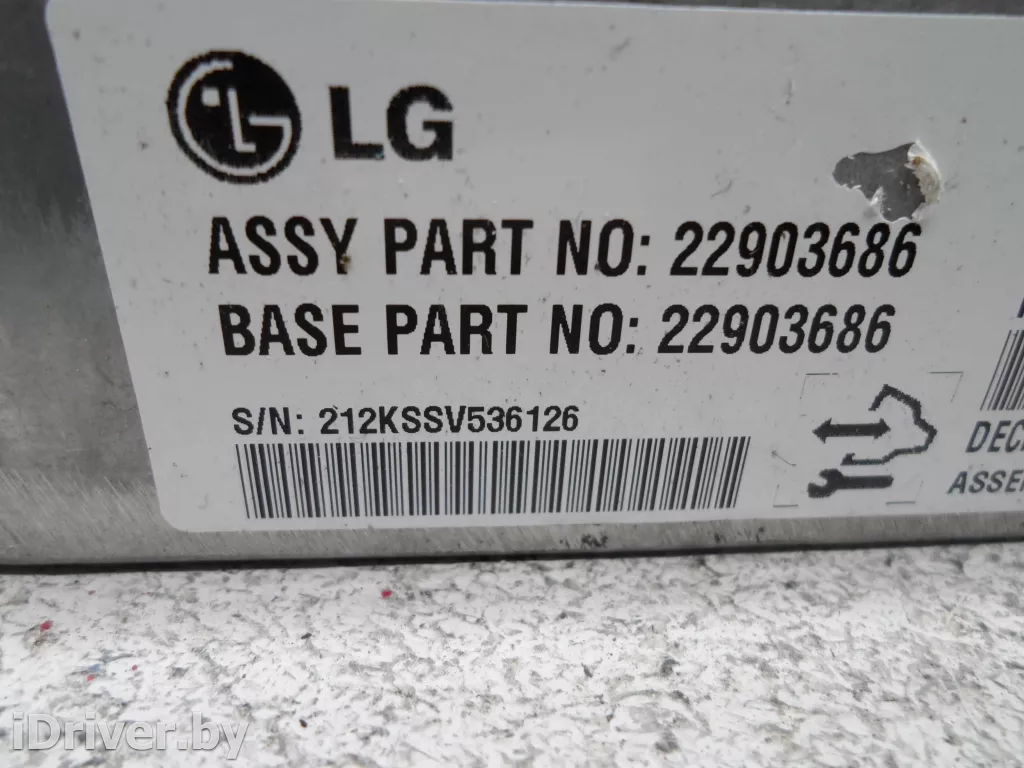 LG
ASSY PART NO: 22903686
BASE PART NO: 22903686
S/N: 212KSSV536126
iDriver.by